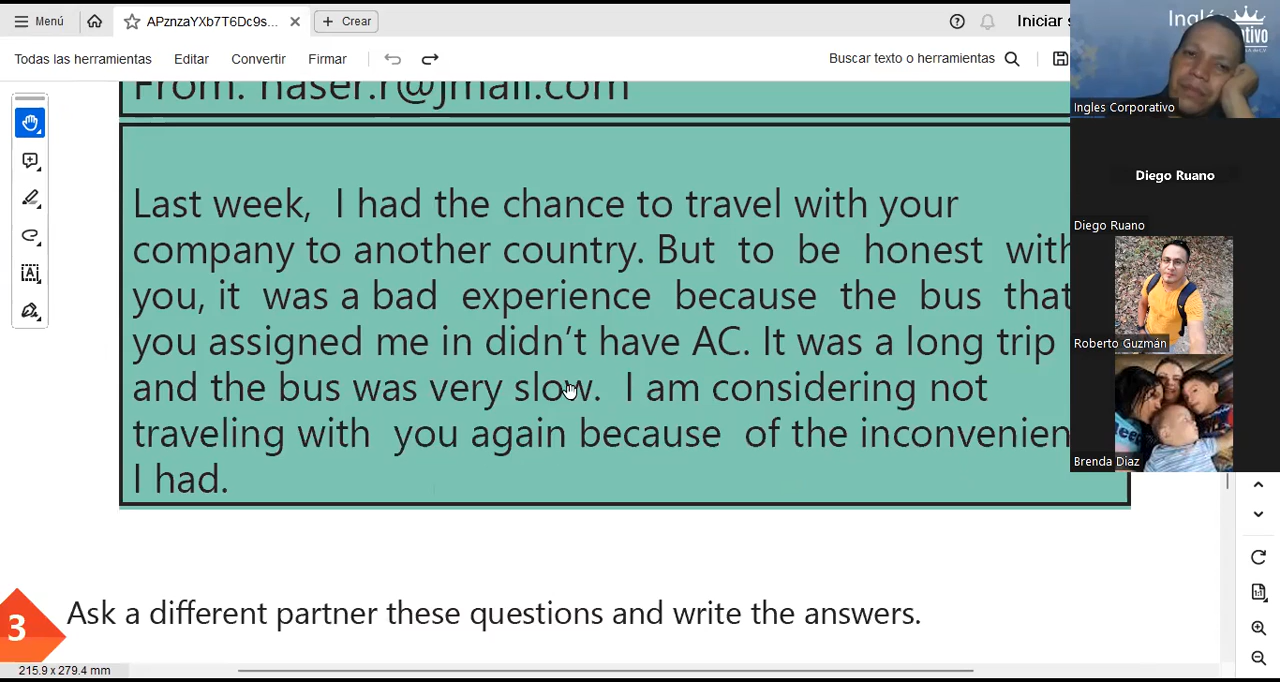 Menú
APznzaYXb7T6Dc9s...
Crear
Iniciar
Todas las herramientas
Editar
Convertir
Firmar
Buscar texto o herramientas
From: naser.r@jmail.com
Last week, I had the chance to travel with your
company to another country. But to be honest with
you, it was a bad experience because the bus that
you assigned me in didn't have AC. It was a long trip
and the bus was very slow. I am considering not
traveling with you again because of the inconvenien
I had.
3 Ask a different partner these questions and write the answers.
215.9 x 279.4 mm
Ingles Corporativo
Diego Ruano
Diego Ruano
Roberto Guzmán
Brenda Diaz